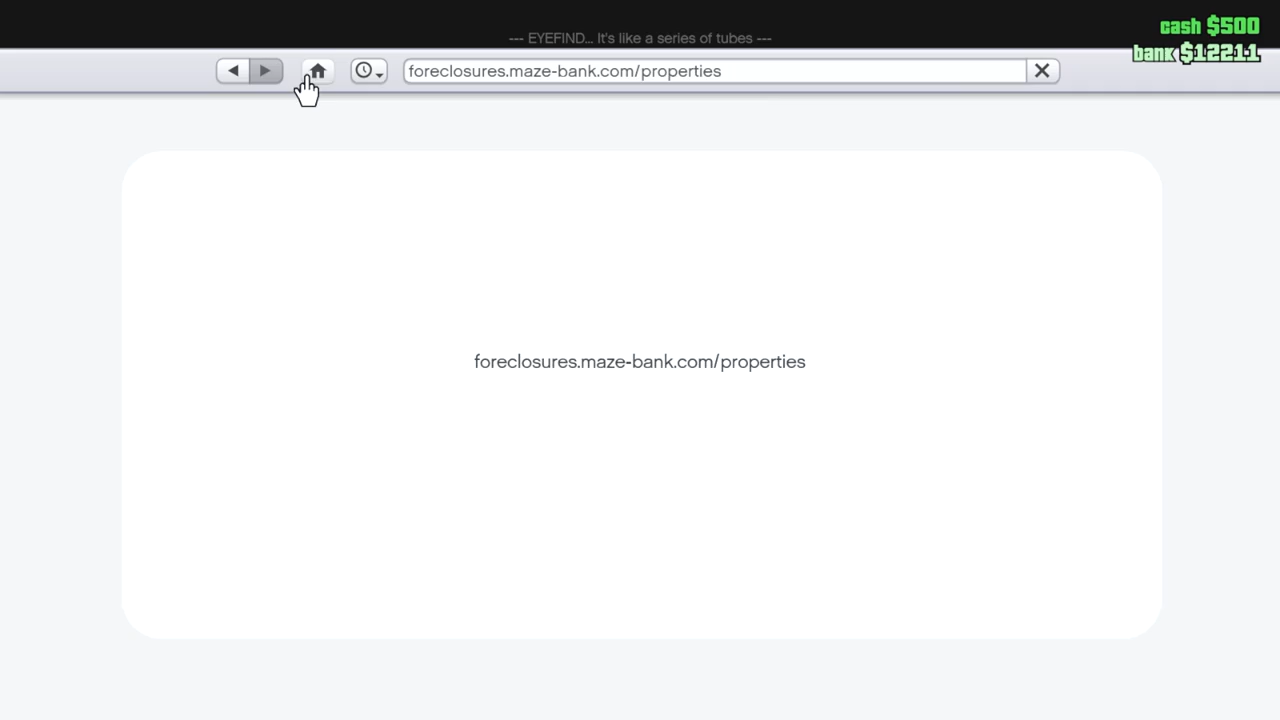 cash $500
--- EYEFIND... It's like a series of tubes ---
bank $12211
foreclosures.maze-bank.com/properties
foreclosures.maze-bank.com/properties